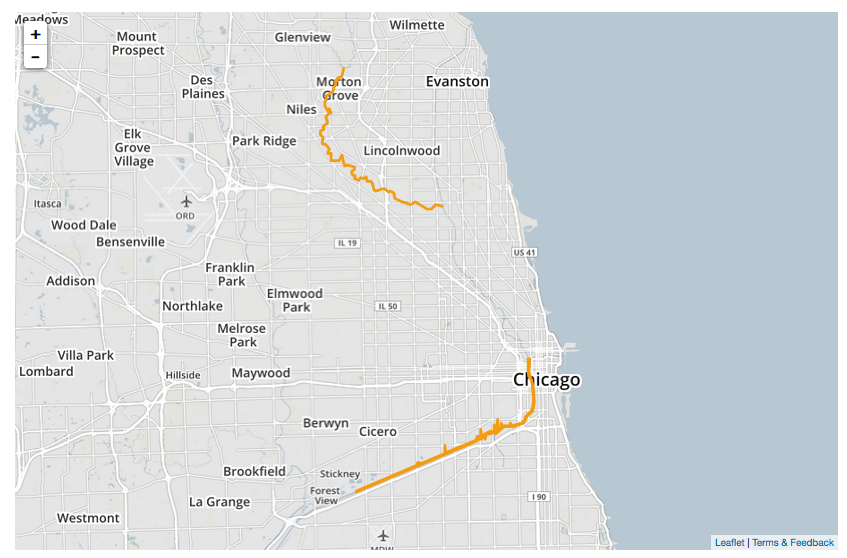 Meadows
+
-
Wilmette
Glenview
Mount
Prospect
Des
Plaines
Morton
Grove
Evanston
Niles
Elk
Grove
Village
Park Ridge
Lincolnwood
Itasca
ORD
Wood Dale
Bensenville
IL 19
US 41
Addison
Franklin
Park
Elmwood
Park
Northlake
IL 50
Melrose
Park
Villa Park
Lombard
Hillside
Maywood
Chicago
Berwyn
Cicero
Brookfield
Stickney
Forest
View
La Grange
I 90
Westmont
MDW
Leaflet | Terms & Feedback